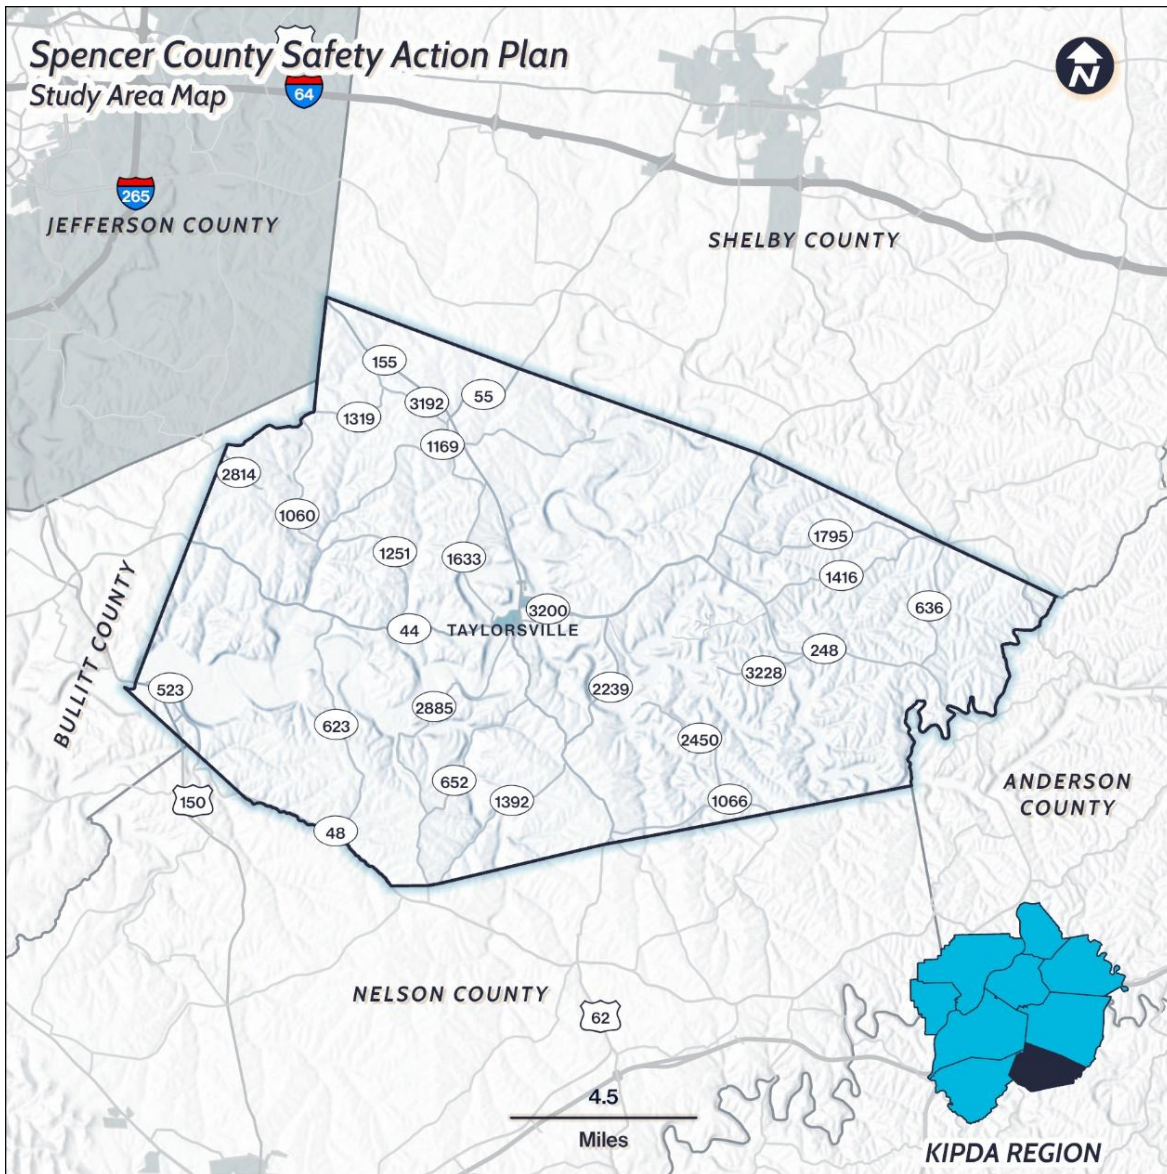 Spencer County Safety Action Plan
Study Area Map
N
64
265
JEFFERSON COUNTY
SHELBY COUNTY
155
3192
55
1319
1169
2814
1060
1795
1251
1633
1416
636
3200
44
TAYLORSVILLE
248
3228
BULLITT COUNTY
523
2239
2885
623
2450
652
1392
1066
150
48
ANDERSON
COUNTY
NELSON COUNTY
62
4.5
Miles
KIPDA REGION